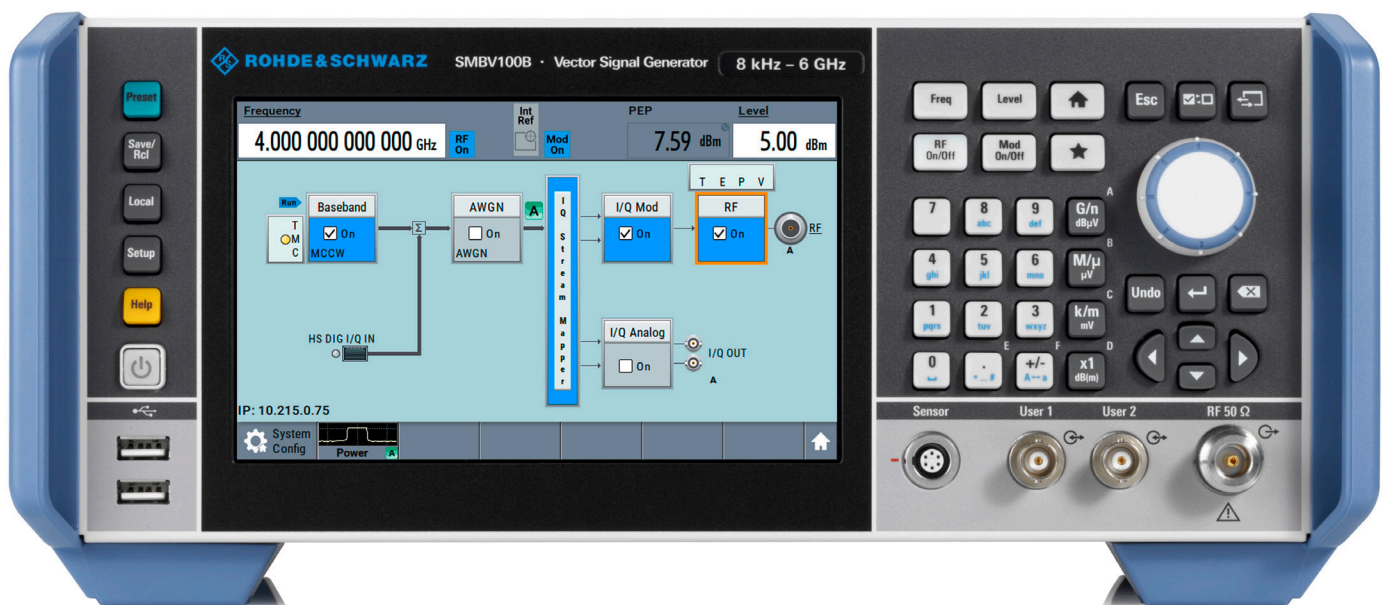 ROHDE & SCHWARZ SMBV100B · Vector Signal Generator 8 kHz – 6 GHz
Preset
Save/
Rcl
Local
Setup
Help
Frequency Int Ref PEP Level
4.000 000 000 000 GHz RF On Mod On 7.59 dBm 5.00 dBm
T E P V
Run Baseband AWGN A I/Q Mod RF
T M C On On On On RF
MCCW Σ AWGN A
IQ Stream Mapper
HS DIG I/Q IN
I/Q Analog
On
I/Q OUT
A
IP: 10.215.0.75
System
Config
Power A
Freq Level Esc
RF
On/Off
Mod
On/Off
A
7 8 9 G/n
abc def dBµV
B
4 5 6 M/µ
ghi jkl mno µV
Undo
C
1 2 3 k/m
pqrs tuv wxyz mV
E F D
0 . +/- x1
. _ # A↔a dB(m)
Sensor User 1 User 2 RF 50 Ω